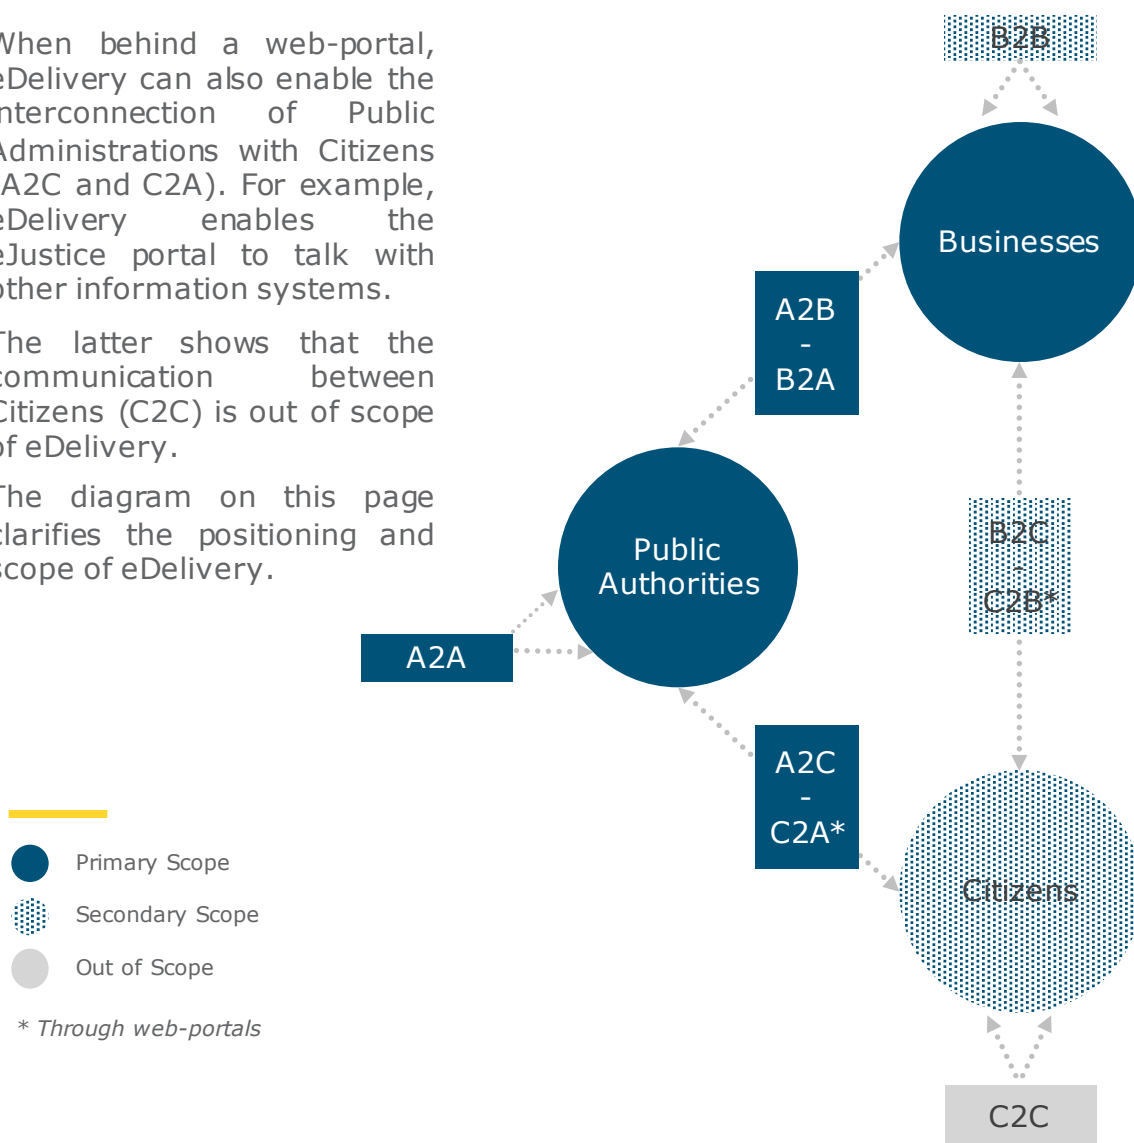 When behind a web-portal,
eDelivery can also enable the
interconnection of Public
Administrations with Citizens
(A2C and C2A). For example,
eDelivery enables the
eJustice portal to talk with
other information systems.
The latter shows that the
communication between
Citizens (C2C) is out of scope
of eDelivery.
The diagram on this page
clarifies the positioning and
scope of eDelivery.
B2B
Businesses
A2B
-
B2A
Public
Authorities
B2C
-
C2B*
A2A
A2C
-
C2A*
Citizens
C2C
Primary Scope
Secondary Scope
Out of Scope
* Through web-portals